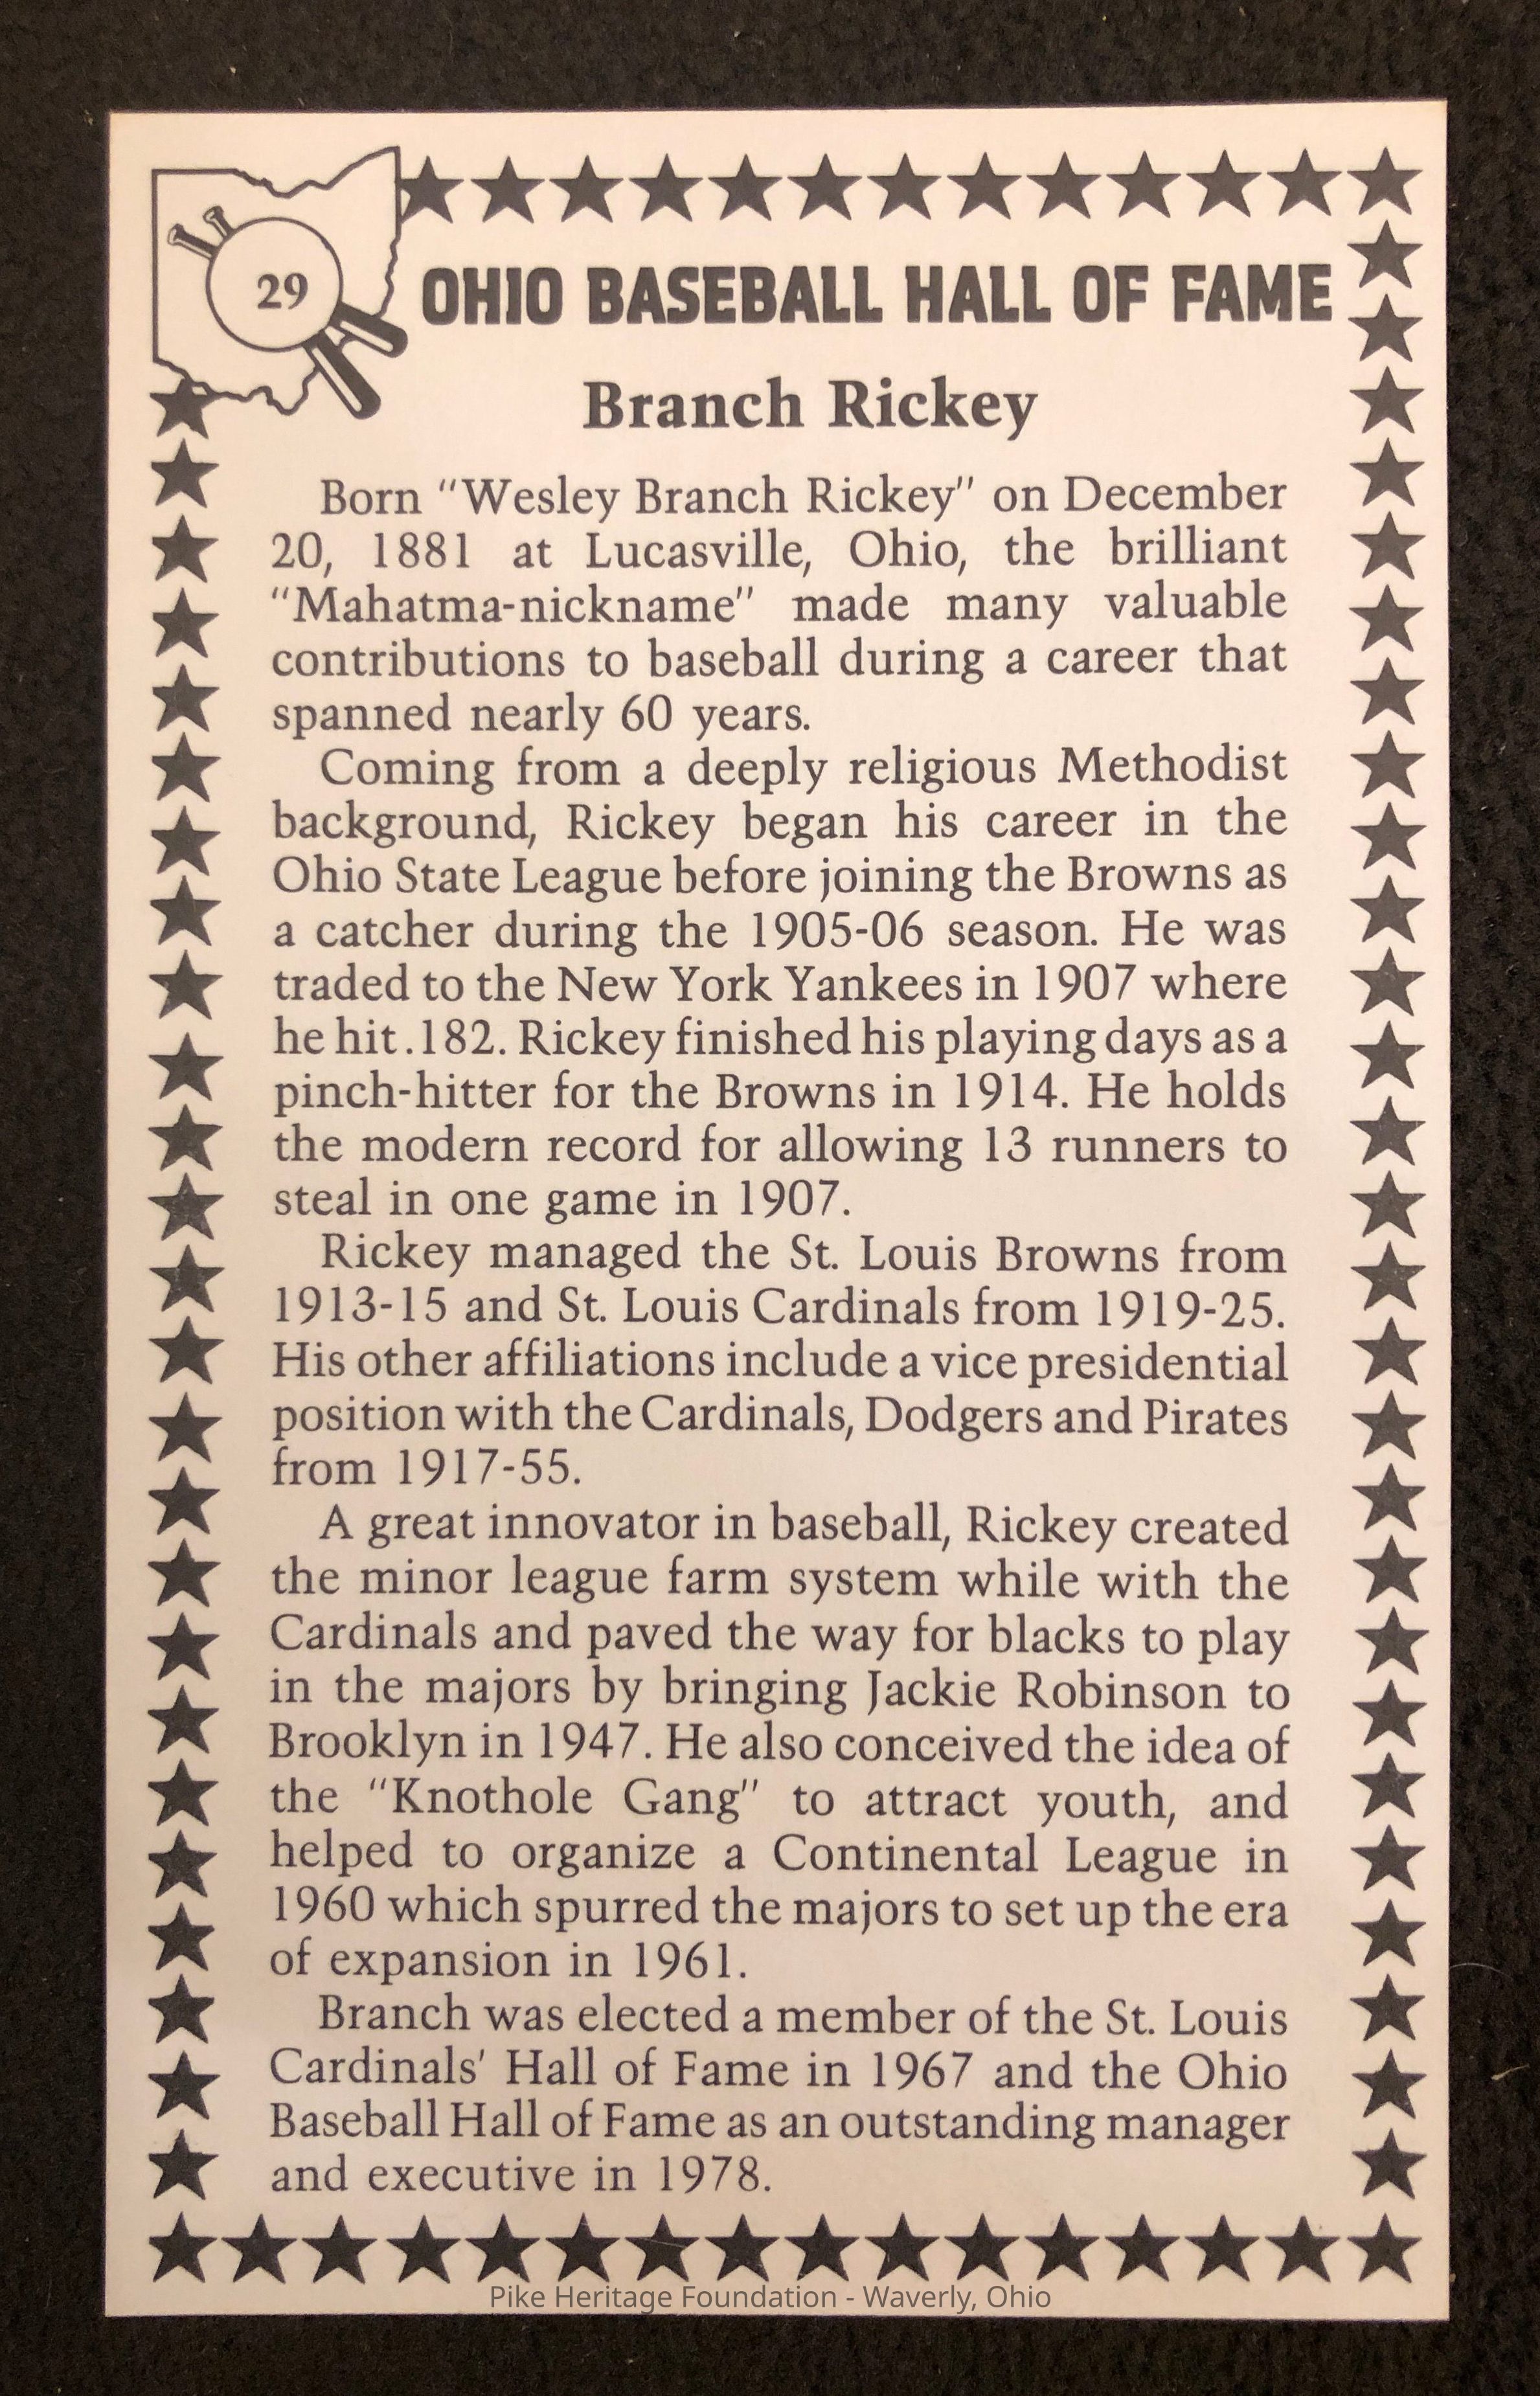 29
OHIO BASEBALL HALL OF FAME
Branch Rickey
Born "Wesley Branch Rickey" on December
20, 1881 at Lucasville, Ohio, the brilliant
"Mahatma-nickname" made many valuable
contributions to baseball during a career that
spanned nearly 60 years.
Coming from a deeply religious Methodist
background, Rickey began his career in the
Ohio State League before joining the Browns as
a catcher during the 1905-06 season. He was
traded to the New York Yankees in 1907 where
he hit .182. Rickey finished his playing days as a
pinch-hitter for the Browns in 1914. He holds
the modern record for allowing 13 runners to
steal in one game in 1907.
Rickey managed the St. Louis Browns from
1913-15 and St. Louis Cardinals from 1919-25.
His other affiliations include a vice presidential
position with the Cardinals, Dodgers and Pirates
from 1917-55.
A great innovator in baseball, Rickey created
the minor league farm system while with the
Cardinals and paved the way for blacks to play
in the majors by bringing Jackie Robinson to
Brooklyn in 1947. He also conceived the idea of
the "Knothole Gang" to attract youth, and
helped to organize a Continental League in
1960 which spurred the majors to set up the era
of expansion in 1961.
Branch was elected a member of the St. Louis
Cardinals' Hall of Fame in 1967 and the Ohio
Baseball Hall of Fame as an outstanding manager
and executive in 1978.
Pike Heritage Foundation - Waverly, Ohio